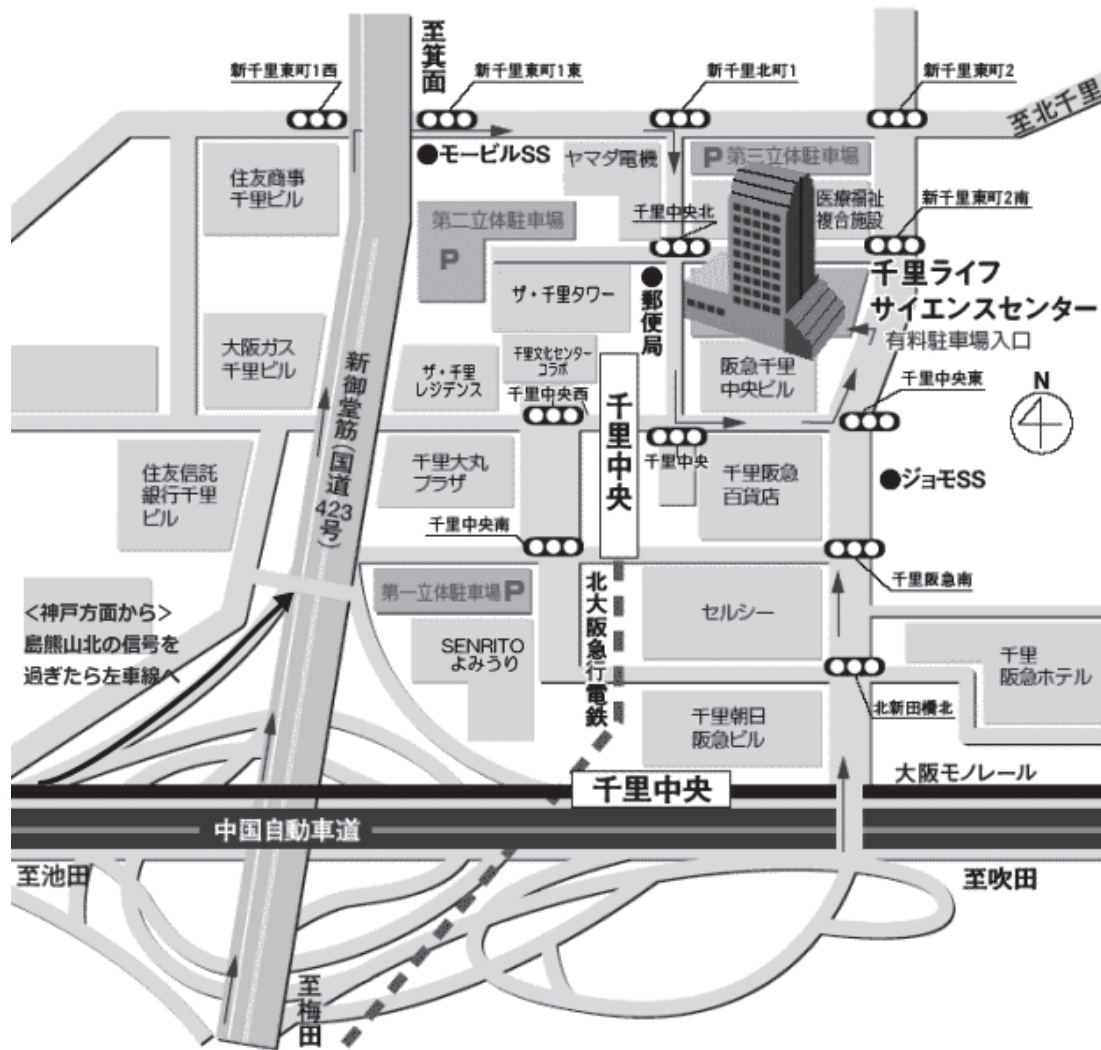 至箕面
新千里東町1西
新千里東町1東
新千里北町1
新千里東町2
至北千里
●モービルSS
ヤマダ電機
P 第三立体駐車場
住友商事
千里ビル
第二立体駐車場
P
千里中央北
医療福祉
複合施設
新千里東町2南
ザ・千里タワー
●郵便局
千里ライフ
サイエンスセンター
有料駐車場入口
大阪ガス
千里ビル
新御堂筋(国道423号)
ザ・千里
レジデンス
千里文化センター
コラボ
千里中央西
阪急千里
中央ビル
千里中央東
N
千里中央
千里中央
住友信託
銀行千里
ビル
千里大丸
プラザ
千里阪急
百貨店
●ジョモSS
千里中央南
千里阪急南
<神戸方面から>
島熊山北の信号を
過ぎたら左車線へ
第一立体駐車場 P
北大阪急行電鉄
セルシー
SENRITO
よみうり
千里
阪急ホテル
北新田橋北
千里朝日
阪急ビル
大阪モノレール
千里中央
中国自動車道
至池田
至吹田
至梅田